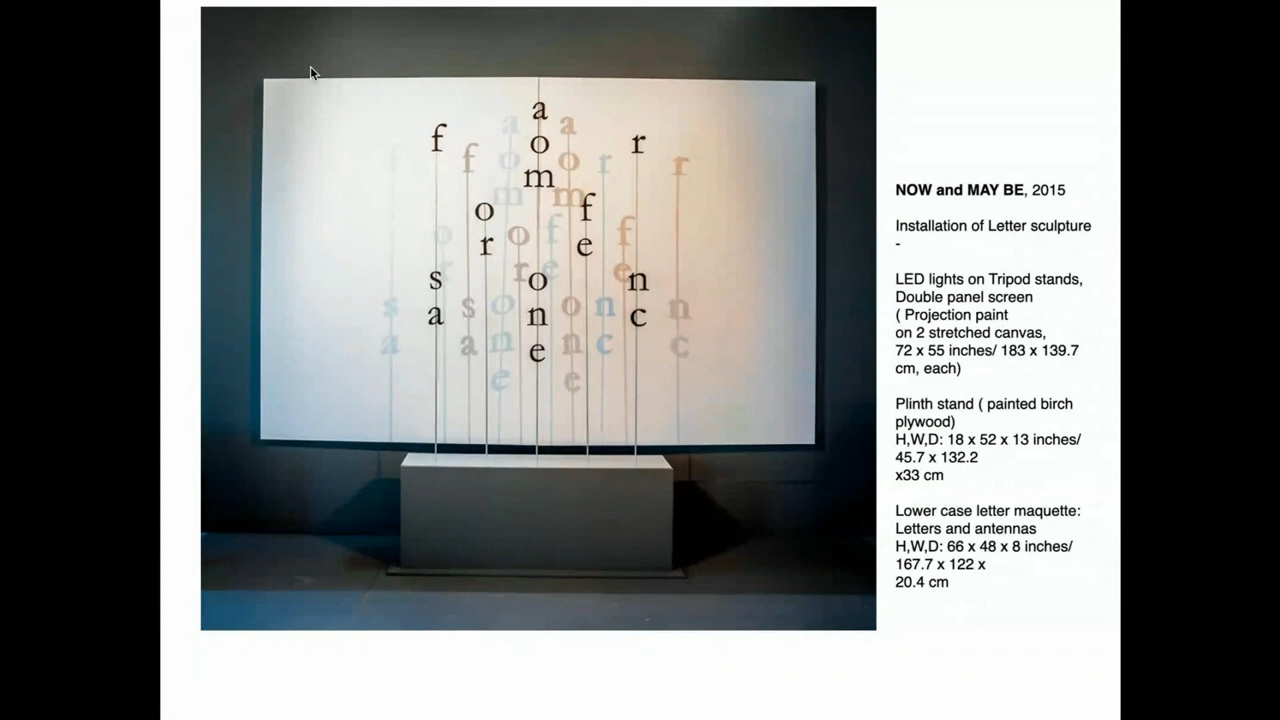 a
f
r
o
m
o
f
r
e
s
o
n
a
n
c
e
NOW and MAY BE, 2015
Installation of Letter sculpture
-
LED lights on Tripod stands,
Double panel screen
( Projection paint
on 2 stretched canvas,
72 x 55 inches/ 183 x 139.7
cm, each)
Plinth stand ( painted birch
plywood)
H,W,D: 18 x 52 x 13 inches/
45.7 x 132.2
x33 cm
Lower case letter maquette:
Letters and antennas
H,W,D: 66 x 48 x 8 inches/
167.7 x 122 x
20.4 cm